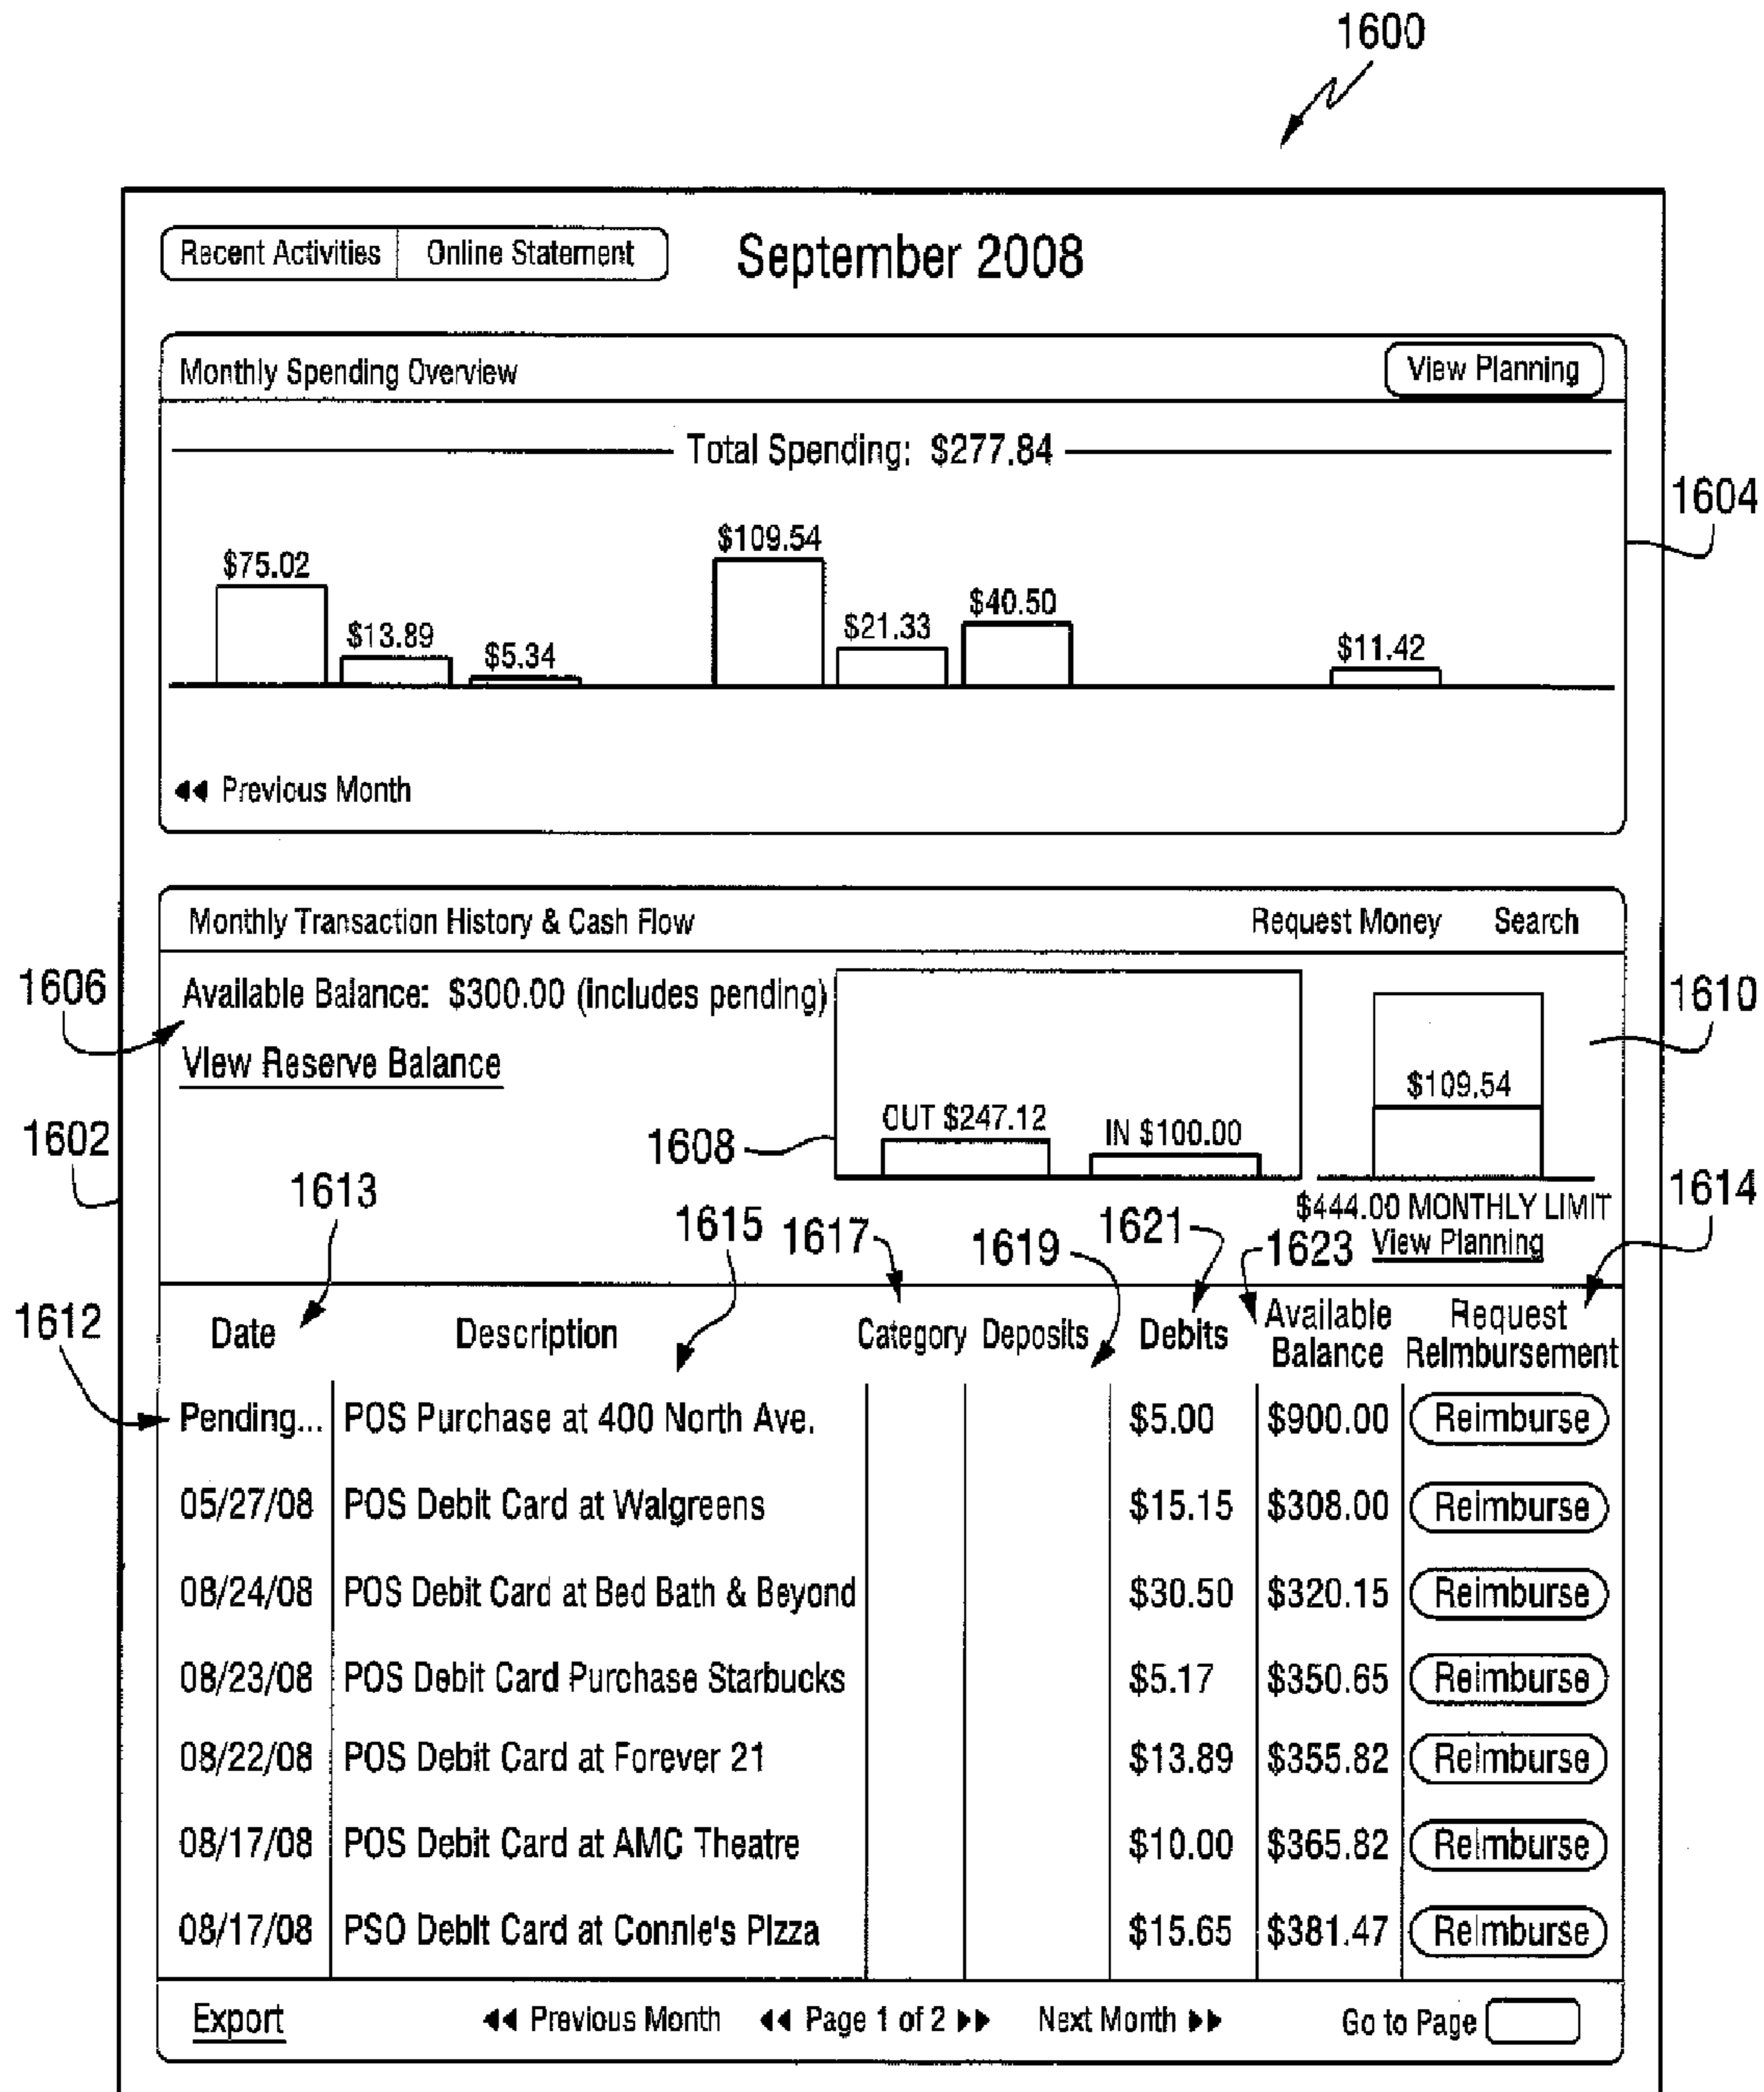 1600
Recent Activities Online Statement September 2008
Monthly Spending Overview View Planning
Total Spending: $277.84
1604
$75.02 $13.89 $5.34 $109.54 $21.33 $40.50 $11.42
Previous Month
Monthly Transaction History & Cash Flow Request Money Search
1606 Available Balance: $300.00 (includes pending) 1610
View Reserve Balance
$109.54
OUT $247.12 IN $100.00
1602 1608
$444.00 MONTHLY LIMIT 1614
1613 1615 1617 1619 1621 1623 View Planning
1612 Date Description Category Deposits Debits Available Balance Request Reimbursement
Pending... POS Purchase at 400 North Ave. $5.00 $900.00 Reimburse
05/27/08 POS Debit Card at Walgreens $15.15 $308.00 Reimburse
08/24/08 POS Debit Card at Bed Bath & Beyond $30.50 $320.15 Reimburse
08/23/08 POS Debit Card Purchase Starbucks $5.17 $350.65 Reimburse
08/22/08 POS Debit Card at Forever 21 $13.89 $355.82 Reimburse
08/17/08 POS Debit Card at AMC Theatre $10.00 $365.82 Reimburse
08/17/08 PSO Debit Card at Connie's Pizza $15.65 $381.47 Reimburse
Export Previous Month Page 1 of 2 Next Month Go to Page